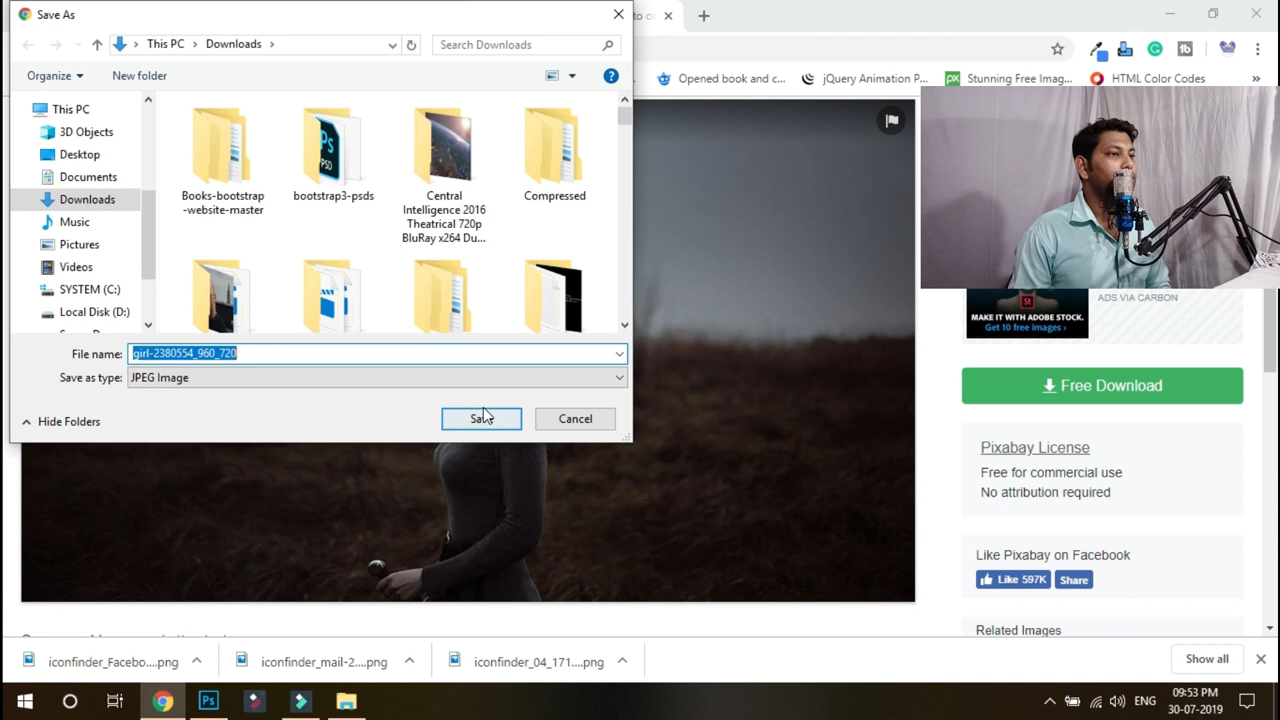 Save As
to o
This PC
Downloads
Search Downloads
Organize
New folder
Opened book and c...
jQuery Animation P...
Stunning Free Imag...
HTML Color Codes
This PC
3D Objects
Desktop
Documents
Downloads
Music
Pictures
Videos
SYSTEM (C:)
Local Disk (D:)
Books-bootstrap
-website-master
bootstrap3-psds
Central
Intelligence 2016
Theatrical 720p
BluRay x264 Du...
Compressed
Ps
PSD
File name:
girl-2380554_960_720
Save as type:
JPEG Image
Hide Folders
Save
Cancel
St
MAKE IT WITH ADOBE STOCK.
Get 10 free images ›
ADS VIA CARBON
Free Download
Pixabay License
Free for commercial use
No attribution required
Like Pixabay on Facebook
Like 597K
Share
Related Images
iconfinder_Facebo....png
iconfinder_mail-2....png
iconfinder_04_171....png
Show all
Ps
ENG
09:53 PM
30-07-2019